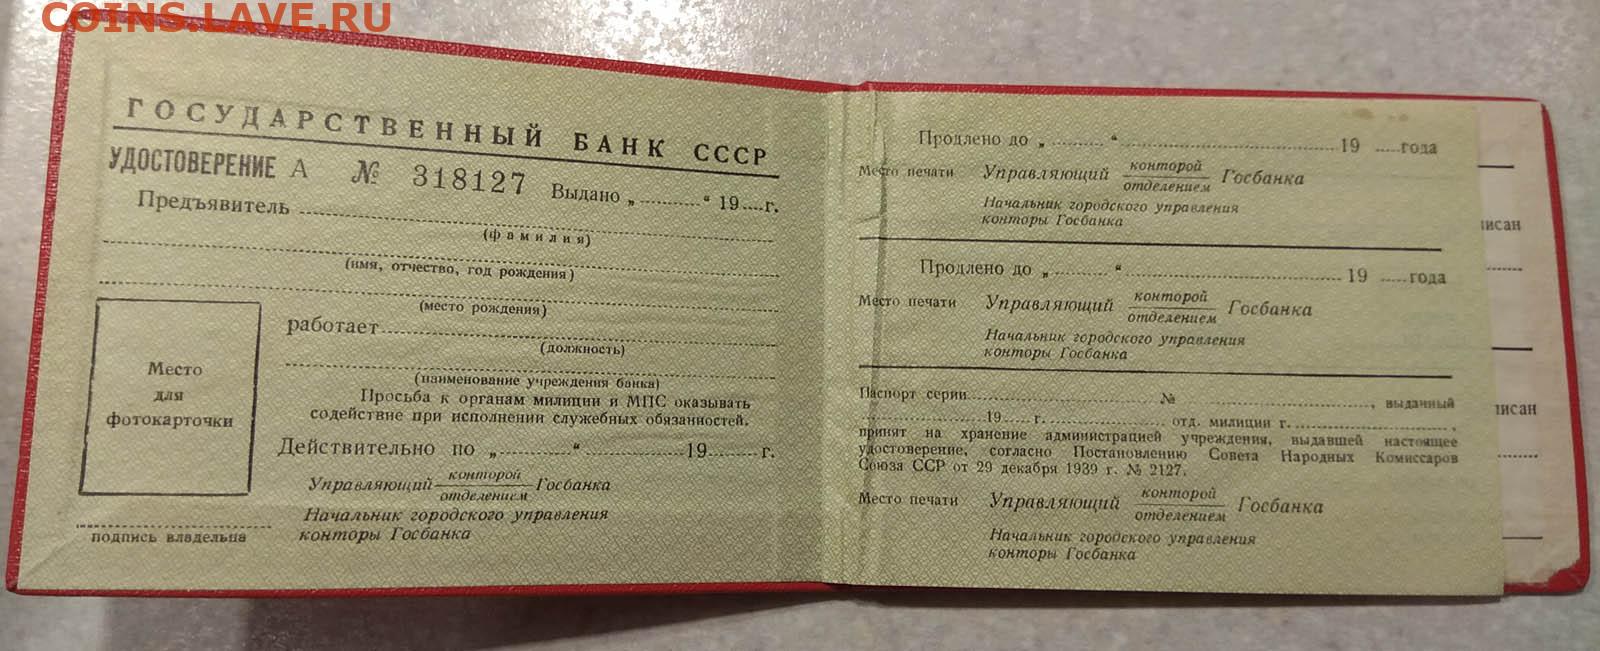 COINS.LAVE.RU
ГОСУДАРСТВЕННЫЙ БАНК СССР
УДОСТОВЕРЕНИЕ А № 318127 Выдано „..........“ 19....г.
Предъявитель
(фамилия)
(имя, отчество, год рождения)
(место рождения)
работает
(должность)
(наименование учреждения банка)
Место
для
фотокарточки
Просьба к органам милиции и МПС оказывать
содействие при исполнении служебных обязанностей.
Действительно по „............“ ............ 19........ г.
Управляющий конторой Госбанка
отделением
Начальник городского управления
конторы Госбанка
подпись владельца
Продлено до „..........“ .............. 19 .....года
Место печати Управляющий конторой Госбанка
отделением
Начальник городского управления
конторы Госбанка
Продлено до „..........“ .............. 19 .....года
Место печати Управляющий конторой Госбанка
отделением
Начальник городского управления
конторы Госбанка
Паспорт серии.............. № .............., выданный
.............. 19 .... г. .............. отд. милиции г. ..............,
принят на хранение администрацией учреждения, выдавшей настоящее
удостоверение, согласно Постановлению Совета Народных Комиссаров
Союза ССР от 29 декабря 1939 г. № 2127.
Место печати Управляющий конторой Госбанка
отделением
Начальник городского управления
конторы Госбанка
исан
исан